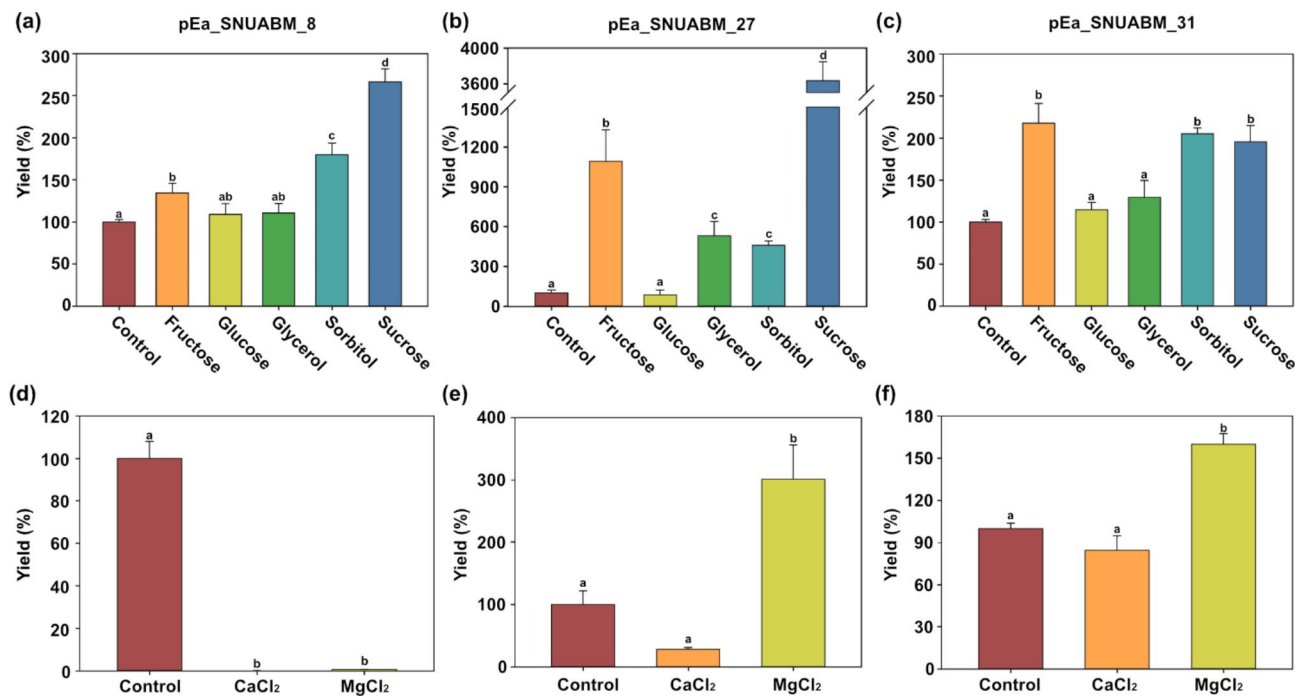 (a) pEa_SNUABM_8
Yield (%)
300
250
200
150
100
50
0
a
b
ab
ab
c
d
Control
Fructose
Glucose
Glycerol
Sorbitol
Sucrose
(b) pEa_SNUABM_27
Yield (%)
4000
3600
1500
1200
900
600
300
0
a
b
a
c
c
d
Control
Fructose
Glucose
Glycerol
Sorbitol
Sucrose
(c) pEa_SNUABM_31
Yield (%)
300
250
200
150
100
50
0
a
b
a
a
b
b
Control
Fructose
Glucose
Glycerol
Sorbitol
Sucrose
(d)
Yield (%)
120
100
80
60
40
20
0
a
b
b
Control
CaCl₂
MgCl₂
(e)
Yield (%)
400
300
200
100
0
a
a
b
Control
CaCl₂
MgCl₂
(f)
Yield (%)
180
150
120
90
60
30
0
a
a
b
Control
CaCl₂
MgCl₂